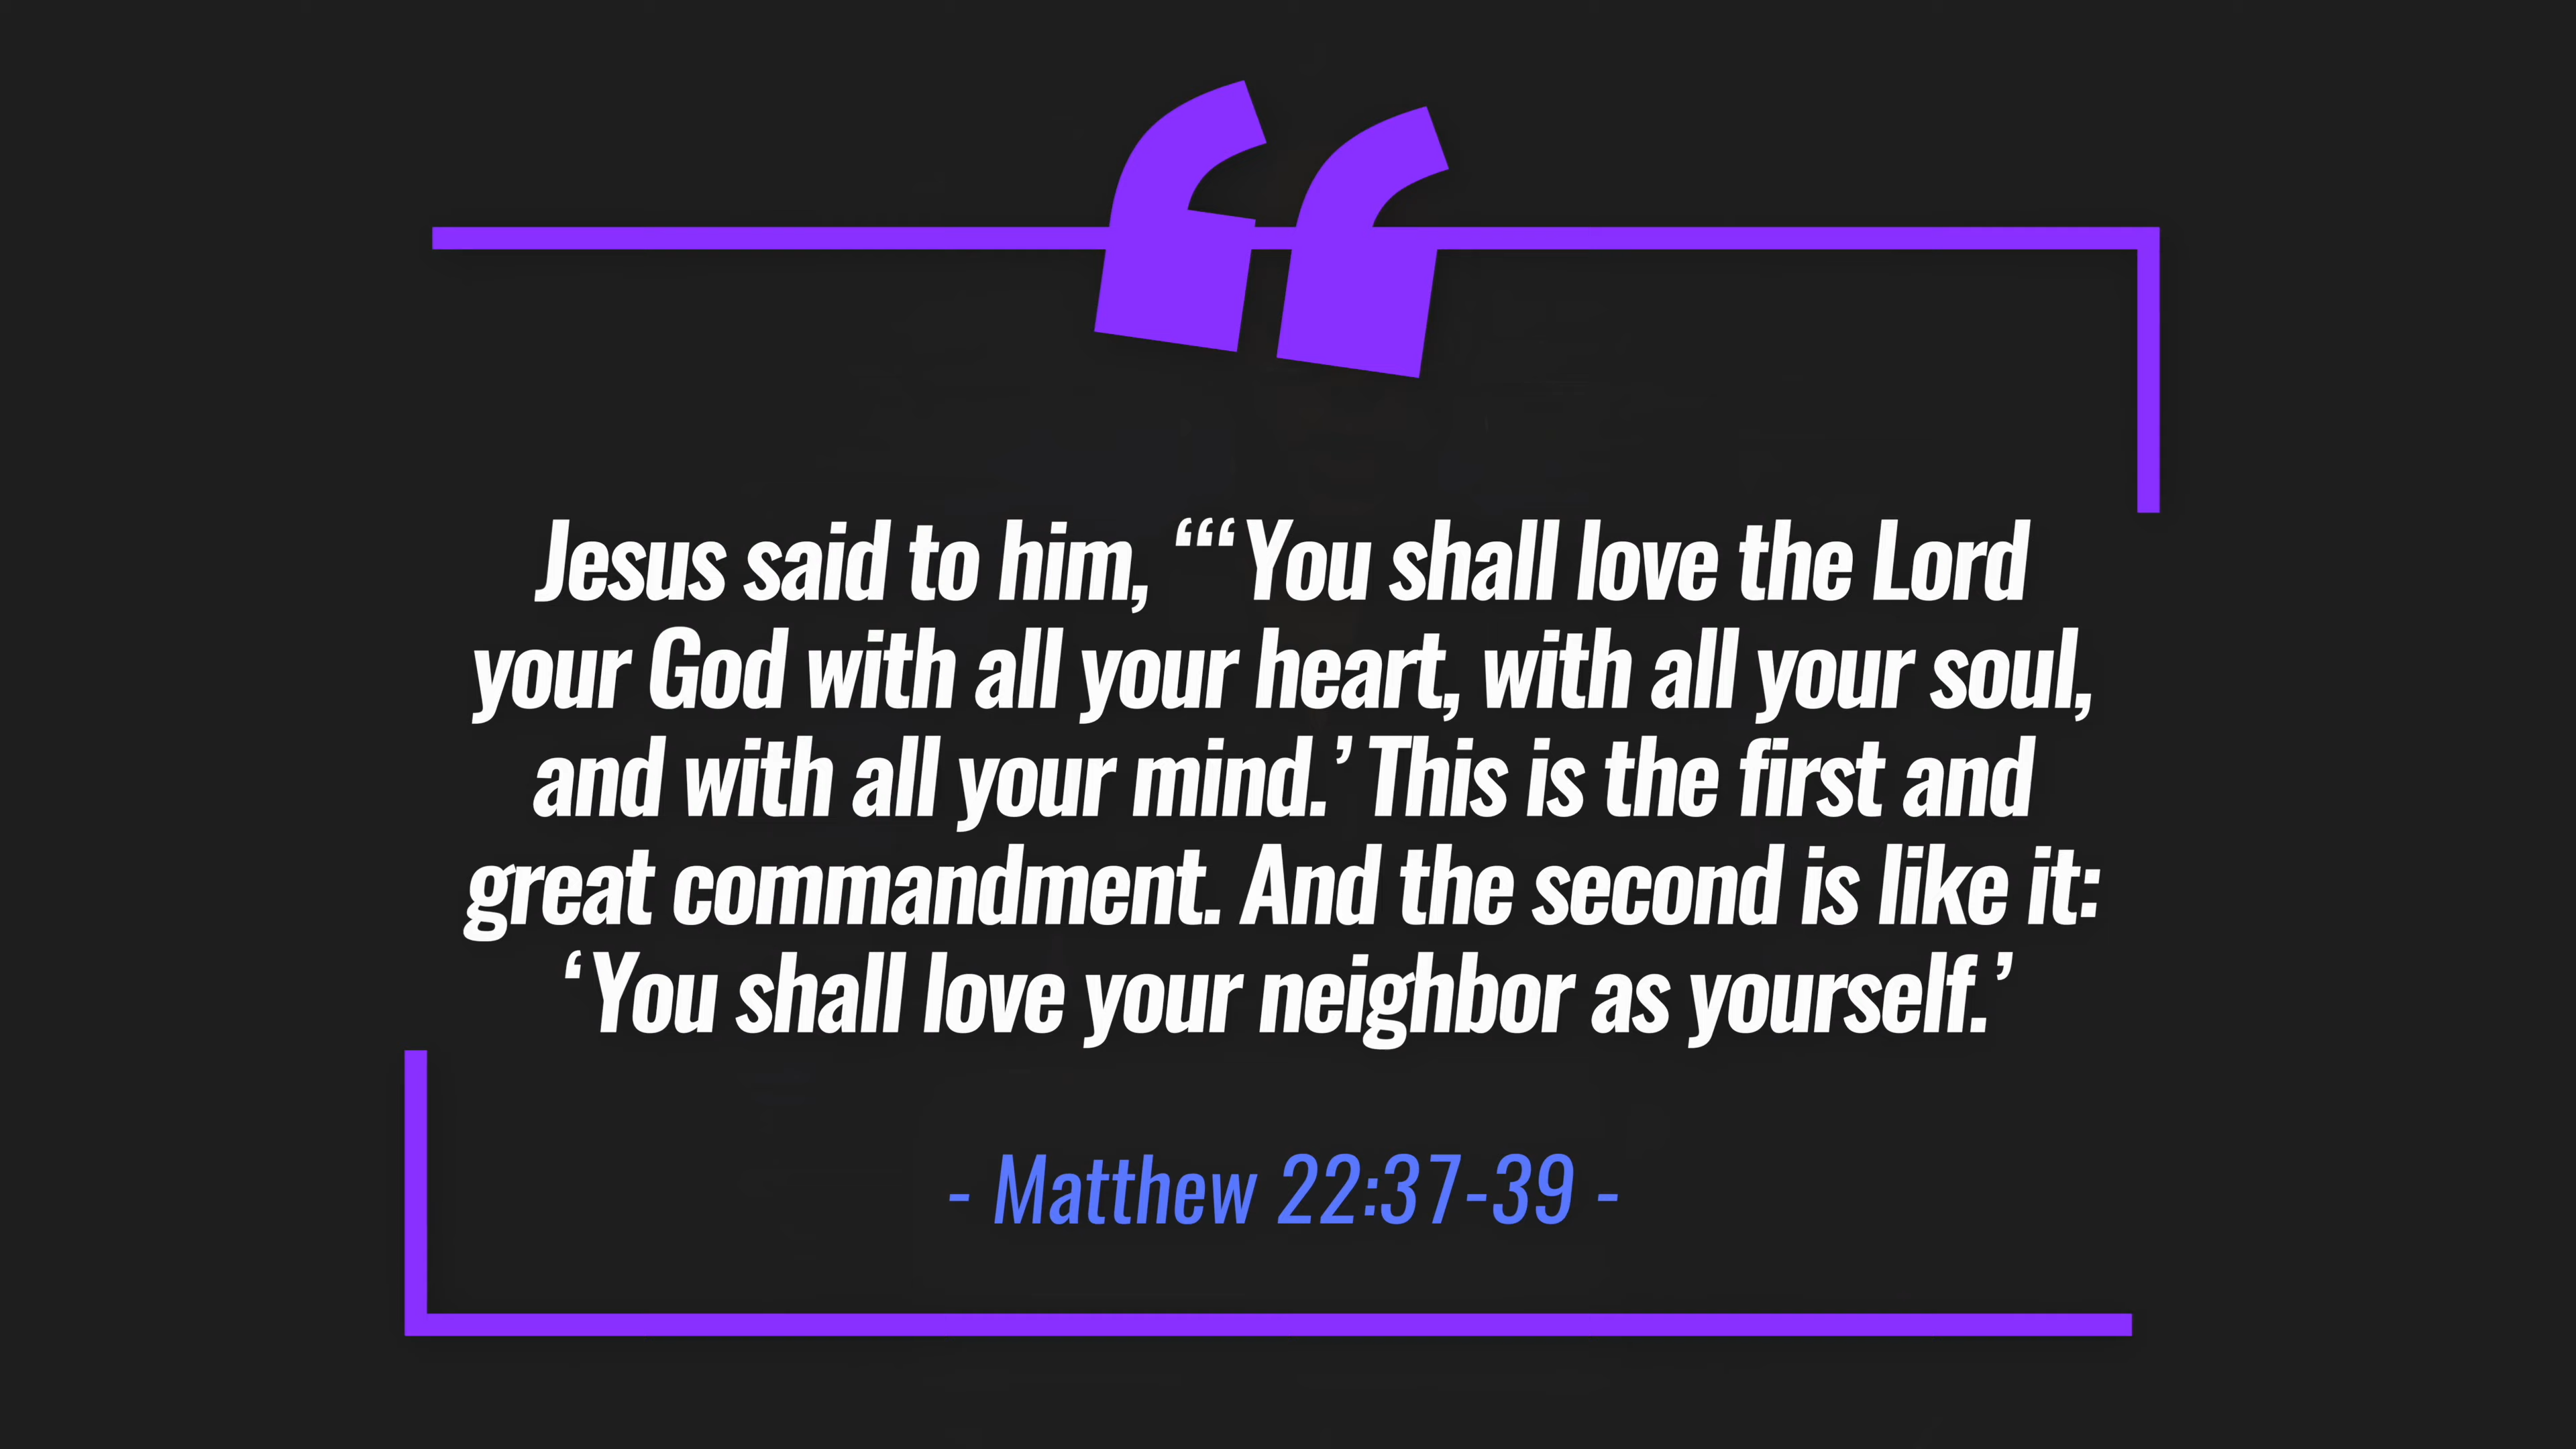 Jesus said to him, “‘“You shall love the Lord
your God with all your heart, with all your soul,
and with all your mind.’ This is the first and
great commandment. And the second is like it:
‘You shall love your neighbor as yourself.’
- Matthew 22:37-39 -